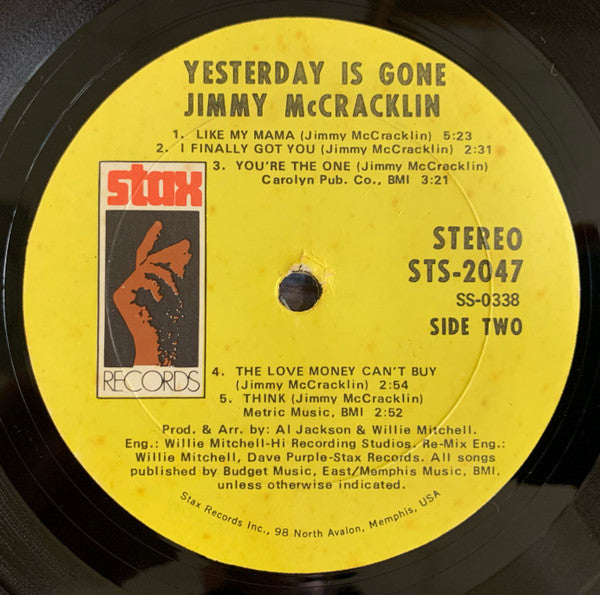 YESTERDAY IS GONE
JIMMY McCRACKLIN
1. LIKE MY MAMA (Jimmy McCracklin) 5:23
2. I FINALLY GOT YOU (Jimmy McCracklin) 2:31
3. YOU'RE THE ONE (Jimmy McCracklin)
Carolyn Pub. Co., BMI 3:21
stax
RECORDS
STEREO
STS-2047
SS-0338
SIDE TWO
4. THE LOVE MONEY CAN'T BUY
(Jimmy McCracklin) 2:54
5. THINK (Jimmy McCracklin)
Metric Music, BMI 2:52
Prod. & Arr. by: Al Jackson & Willie Mitchell.
Eng.: Willie Mitchell-Hi Recording Studios. Re-Mix Eng.:
Willie Mitchell, Dave Purple-Stax Records. All songs
published by Budget Music, East/Memphis Music, BMI,
unless otherwise indicated.
Stax Records Inc., 98 North Avalon, Memphis, USA